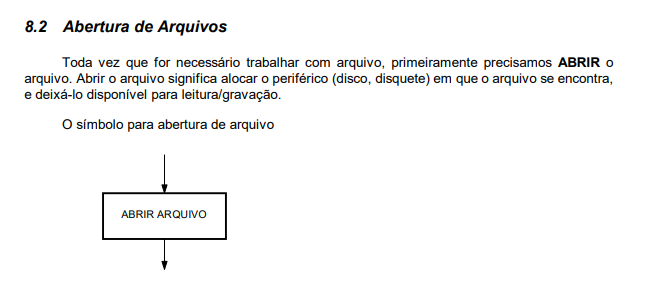 8.2 Abertura de Arquivos
Toda vez que for necessário trabalhar com arquivo, primeiramente precisamos ABRIR o
arquivo. Abrir o arquivo significa alocar o periférico (disco, disquete) em que o arquivo se encontra,
e deixá-lo disponível para leitura/gravação.
O símbolo para abertura de arquivo
ABRIR ARQUIVO